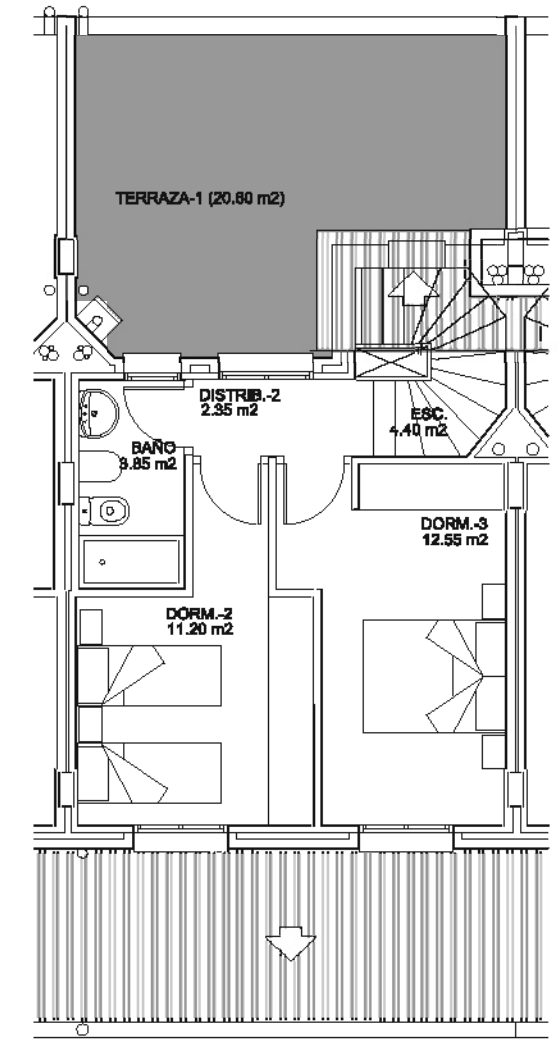 TERRAZA-1 (20.60 m2)
DISTRIB.-2
2.35 m2
ESC.
4.40 m2
BAÑO
3.85 m2
DORM.-3
12.55 m2
DORM.-2
11.20 m2